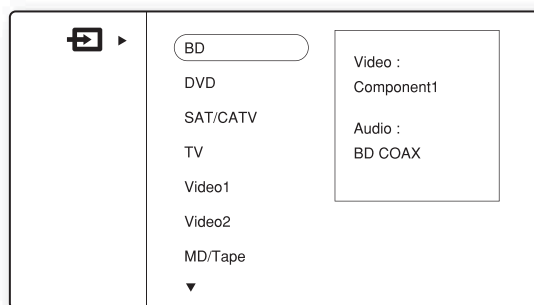 BD
DVD
SAT/CATV
TV
Video1
Video2
MD/Tape
Video :
Component1
Audio :
BD COAX